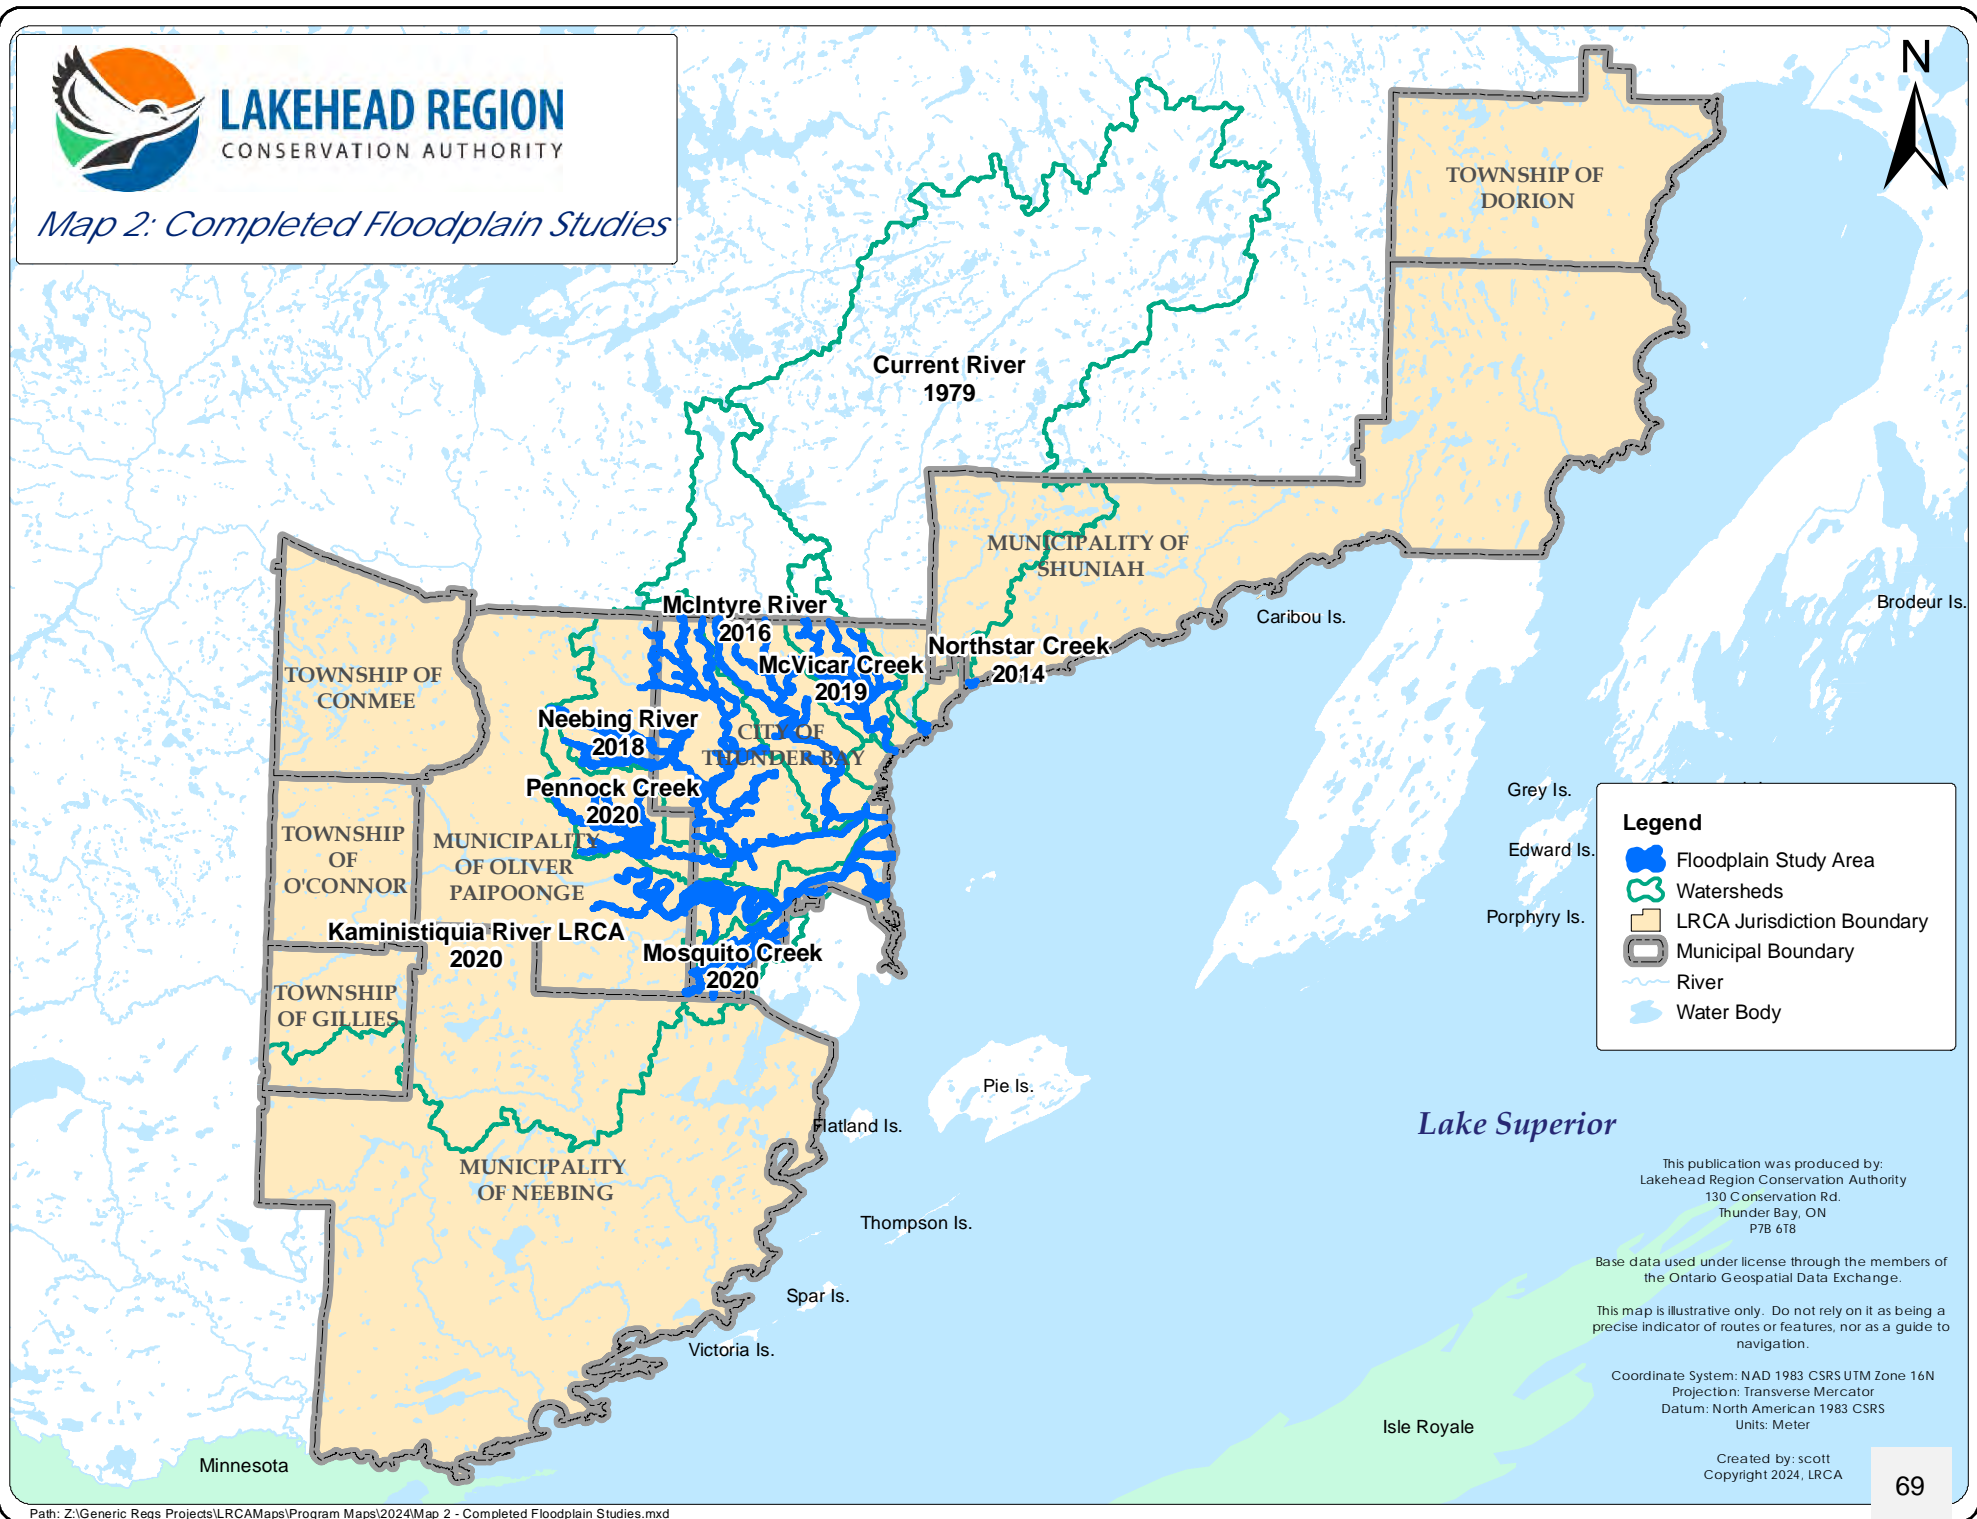 LAKEHEAD REGION
CONSERVATION AUTHORITY
Map 2: Completed Floodplain Studies
N
TOWNSHIP OF
DORION
Current River
1979
MUNICIPALITY OF
SHUNIAH
Caribou Is.
Brodeur Is.
McIntyre River
2016
Northstar Creek
2014
McVicar Creek
2019
TOWNSHIP OF
CONMEE
Neebing River
2018
CITY OF
THUNDER BAY
Pennock Creek
2020
Grey Is.
Edward Is.
Porphyry Is.
TOWNSHIP
OF
O'CONNOR
MUNICIPALITY
OF OLIVER
PAIPOONGE
Kaministiquia River LRCA
2020
Mosquito Creek
2020
TOWNSHIP
OF GILLIES
Legend
Floodplain Study Area
Watersheds
LRCA Jurisdiction Boundary
Municipal Boundary
River
Water Body
Pie Is.
Flatland Is.
Lake Superior
MUNICIPALITY
OF NEEBING
Thompson Is.
Spar Is.
Victoria Is.
Isle Royale
Minnesota
This publication was produced by:
Lakehead Region Conservation Authority
130 Conservation Rd.
Thunder Bay, ON
P7B 6T8
Base data used under license through the members of
the Ontario Geospatial Data Exchange.
This map is illustrative only. Do not rely on it as being a
precise indicator of routes or features, nor as a guide to
navigation.
Coordinate System: NAD 1983 CSRS UTM Zone 16N
Projection: Transverse Mercator
Datum: North American 1983 CSRS
Units: Meter
Created by: scott
Copyright 2024, LRCA
69
Path: Z:\Generic Regs Projects\LRCAMaps\Program Maps\2024\Map 2 - Completed Floodplain Studies.mxd